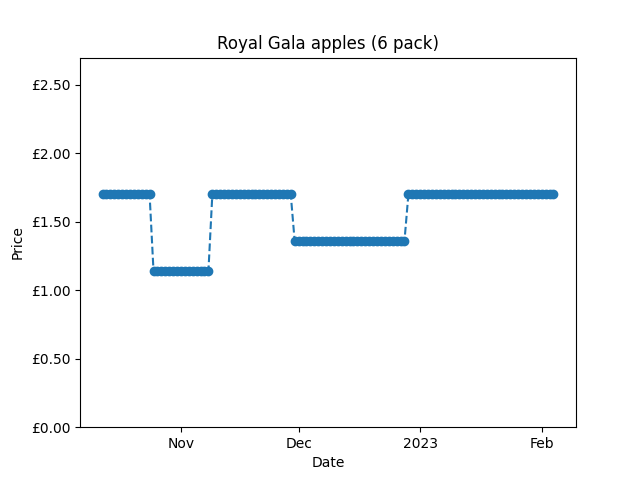 Royal Gala apples (6 pack)
£2.50
£2.00
£1.50
£1.00
£0.50
£0.00
Price
Nov
Dec
2023
Feb
Date